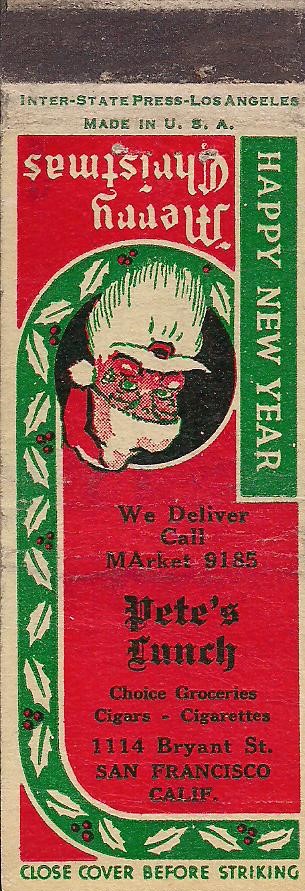 INTER-STATE PRESS-LOS ANGELES
MADE IN U. S. A.
Merry
Christmas
HAPPY NEW YEAR
We Deliver
Call
MArket 9185
Pete's
Lunch
Choice Groceries
Cigars - Cigarettes
1114 Bryant St.
SAN FRANCISCO
CALIF.
CLOSE COVER BEFORE STRIKING